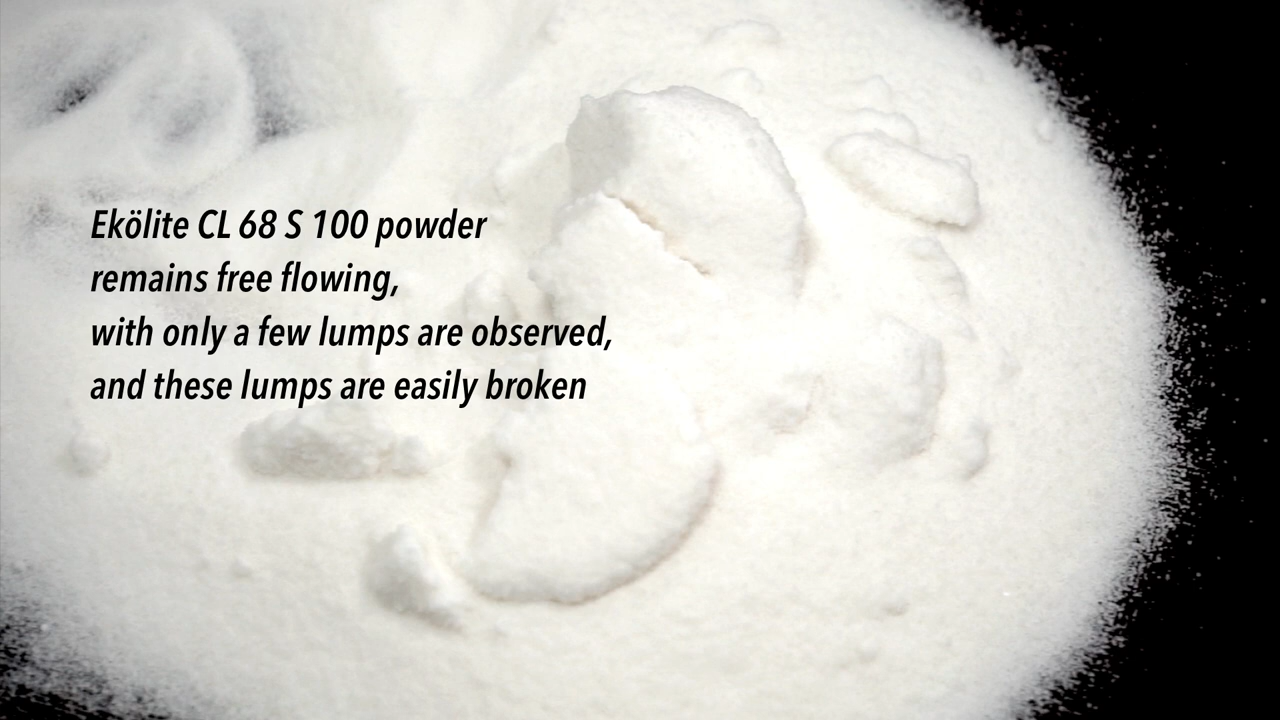 Ekölite CL 68 S 100 powder
remains free flowing,
with only a few lumps are observed,
and these lumps are easily broken